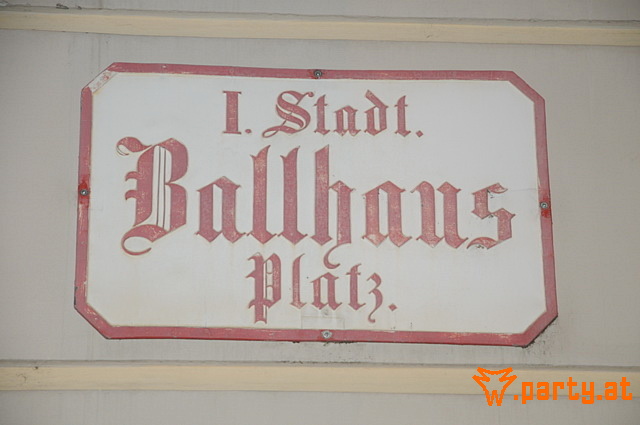 I. Stadt.
Ballhaus
Platz.
w.party.at